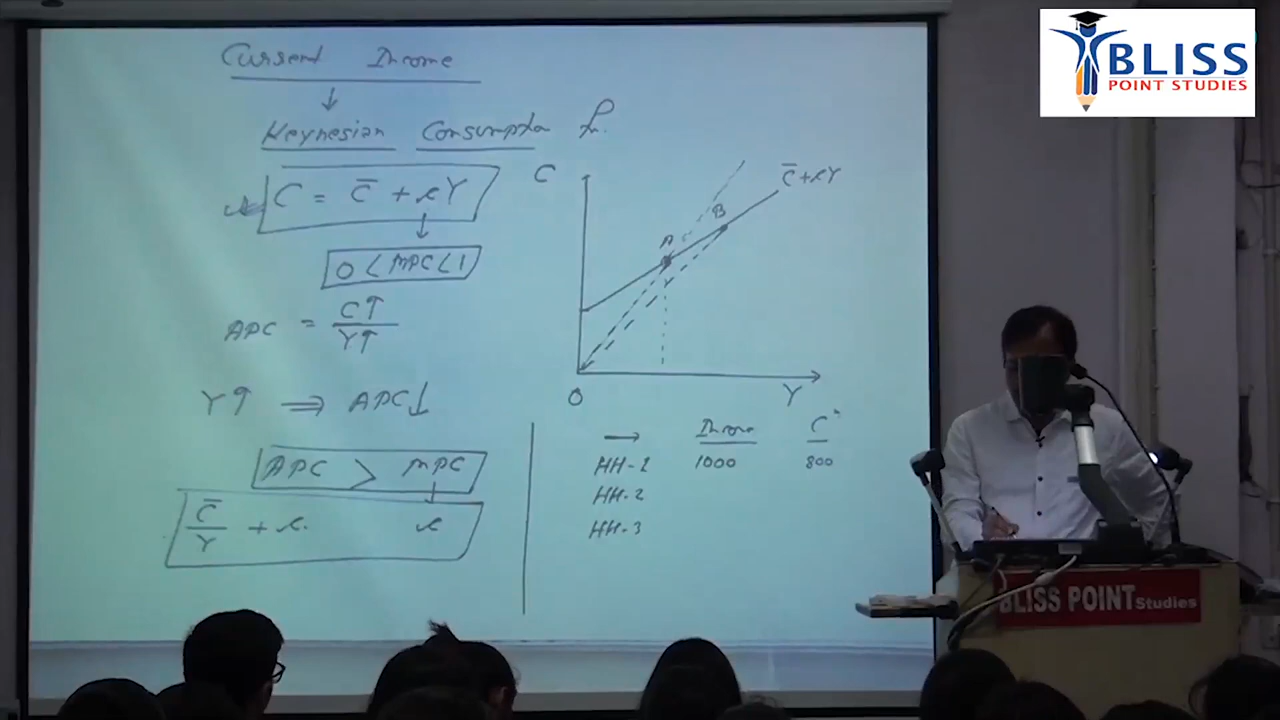 Current Income
↓
Keynesian Consumptn fn.
C = C̅ + cY
↓
0 < MPC < 1
APC = C↑ / Y↑
Y↑ ⟹ APC↓
APC > MPC
C̅/Y + c. c
C
C̅ + cY
A
B
O
Y
→ Income C
HH-1 1000 800
HH-2
HH-3
BLISS
POINT STUDIES
BLISS POINT Studies